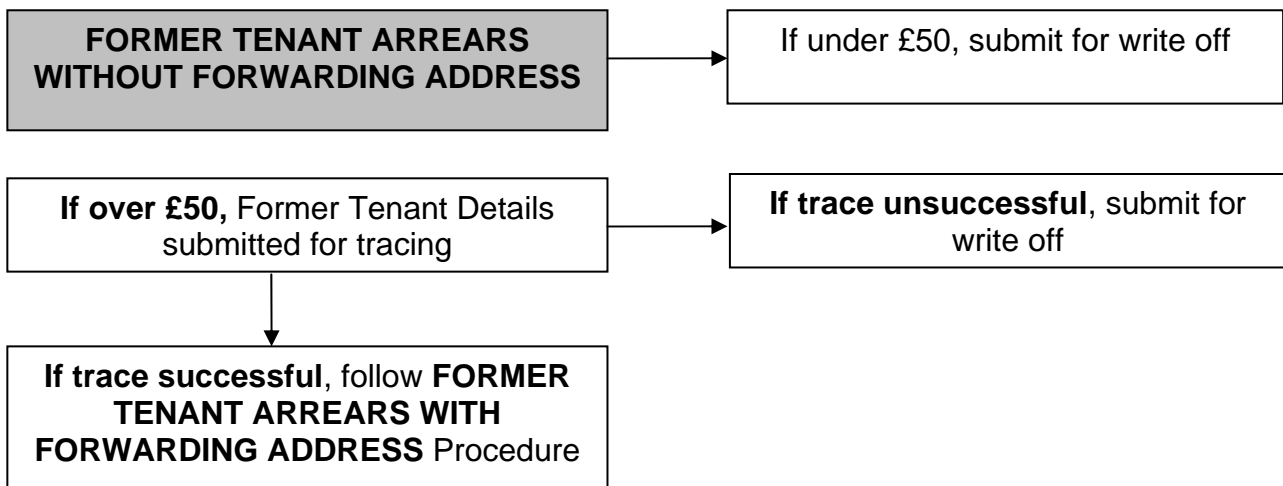 FORMER TENANT ARREARS
WITHOUT FORWARDING ADDRESS
If under £50, submit for write off
If over £50, Former Tenant Details
submitted for tracing
If trace unsuccessful, submit for
write off
If trace successful, follow FORMER
TENANT ARREARS WITH
FORWARDING ADDRESS Procedure